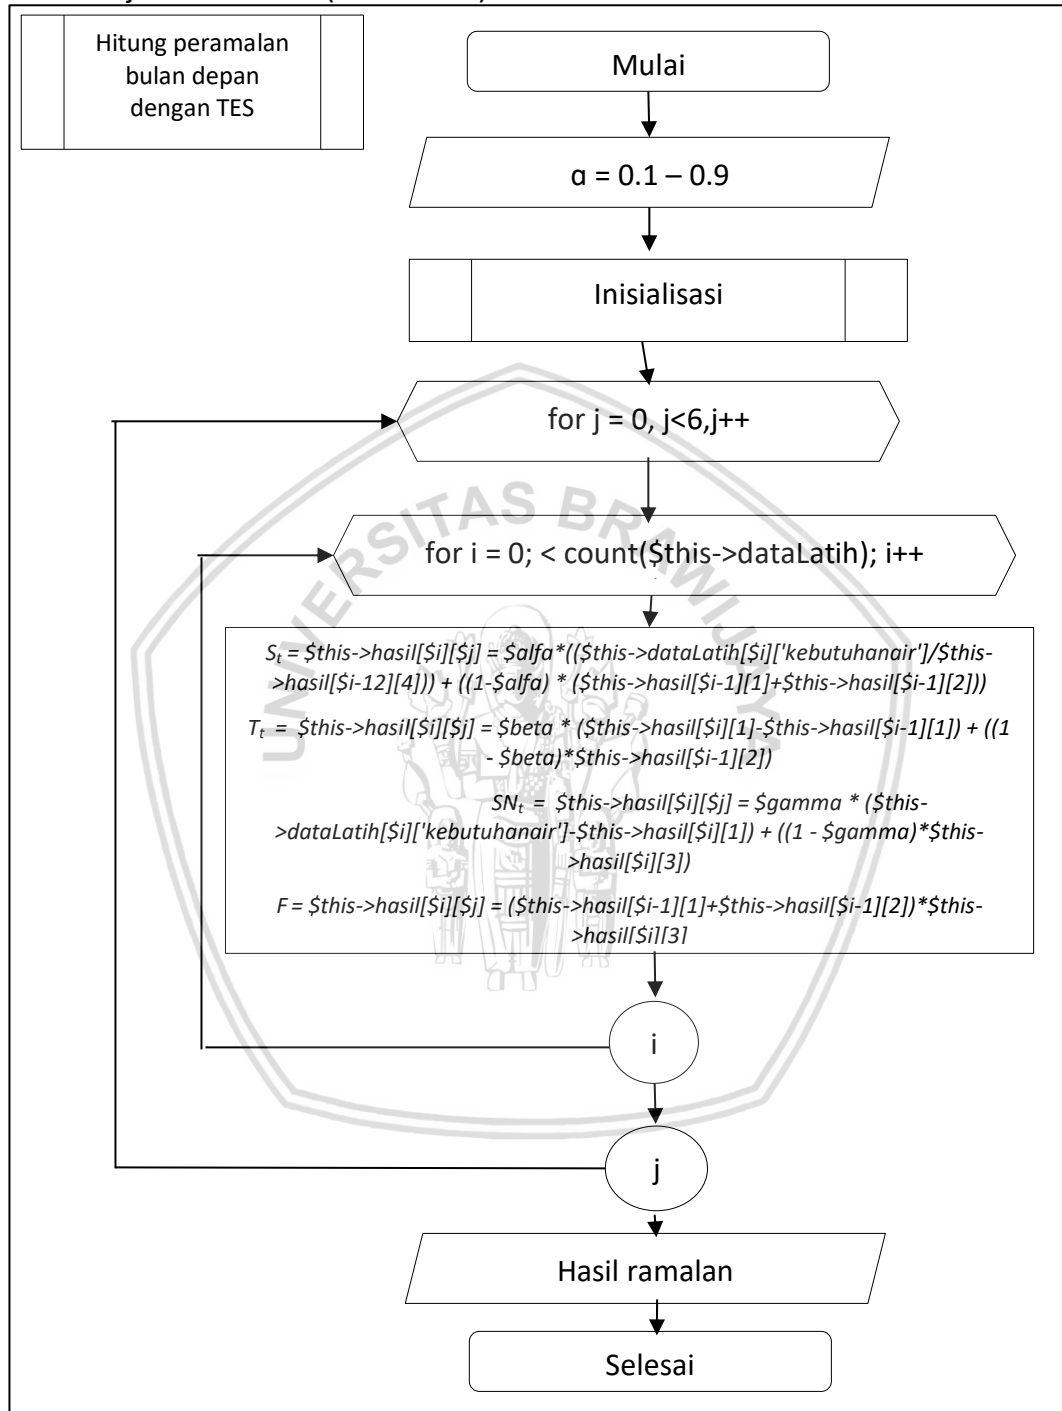 Hitung peramalan
bulan depan
dengan TES
Mulai
α = 0.1 – 0.9
Inisialisasi
for j = 0, j<6,j++
for i = 0; < count($this->dataLatih); i++
UNIVERSITAS BRAWIJAYA
St = $this->hasil[$i][$j] = $alfa*(($this->dataLatih[$i]['kebutuhanair']/$this-
>hasil[$i-12][4])) + ((1-$alfa) * ($this->hasil[$i-1][1]+$this->hasil[$i-1][2]))
Tt = $this->hasil[$i][$j] = $beta * ($this->hasil[$i][1]-$this->hasil[$i-1][1]) + ((1
- $beta)*$this->hasil[$i-1][2])
SNt = $this->hasil[$i][$j] = $gamma * ($this-
>dataLatih[$i]['kebutuhanair']-$this->hasil[$i][1]) + ((1 - $gamma)*$this-
>hasil[$i][3])
F = $this->hasil[$i][$j] = ($this->hasil[$i-1][1]+$this->hasil[$i-1][2])*$this-
>hasil[$i][3]
i
j
Hasil ramalan
Selesai